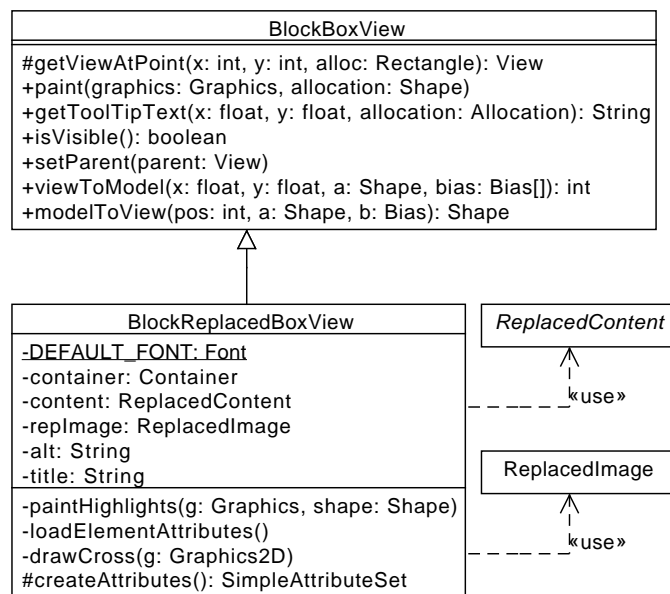 BlockBoxView
#getViewAtPoint(x: int, y: int, alloc: Rectangle): View
+paint(graphics: Graphics, allocation: Shape)
+getToolTipText(x: float, y: float, allocation: Allocation): String
+isVisible(): boolean
+setParent(parent: View)
+viewToModel(x: float, y: float, a: Shape, bias: Bias[]): int
+modelToView(pos: int, a: Shape, b: Bias): Shape
BlockReplacedBoxView
-DEFAULT_FONT: Font
-container: Container
-content: ReplacedContent
-repImage: ReplacedImage
-alt: String
-title: String
-paintHighlights(g: Graphics, shape: Shape)
-loadElementAttributes()
-drawCross(g: Graphics2D)
#createAttributes(): SimpleAttributeSet
ReplacedContent
«use»
ReplacedImage
«use»